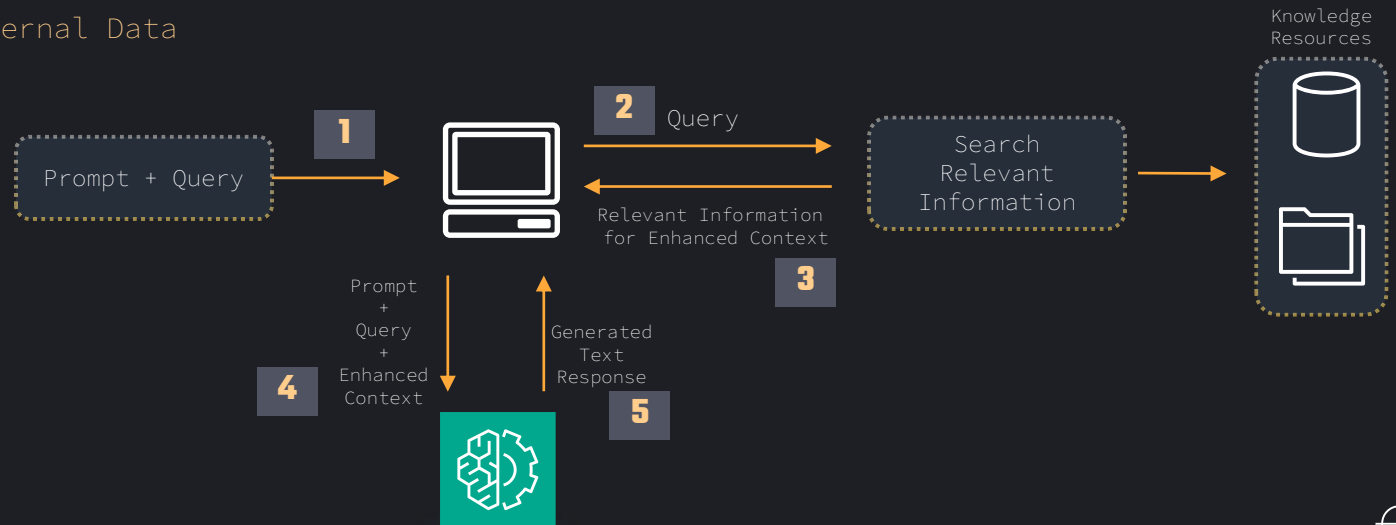 ernal Data
Knowledge
Resources
1
2
Query
Prompt + Query
Search
Relevant
Information
Relevant Information
for Enhanced Context
3
Prompt
+
Query
+
Enhanced
Context
4
Generated
Text
Response
5